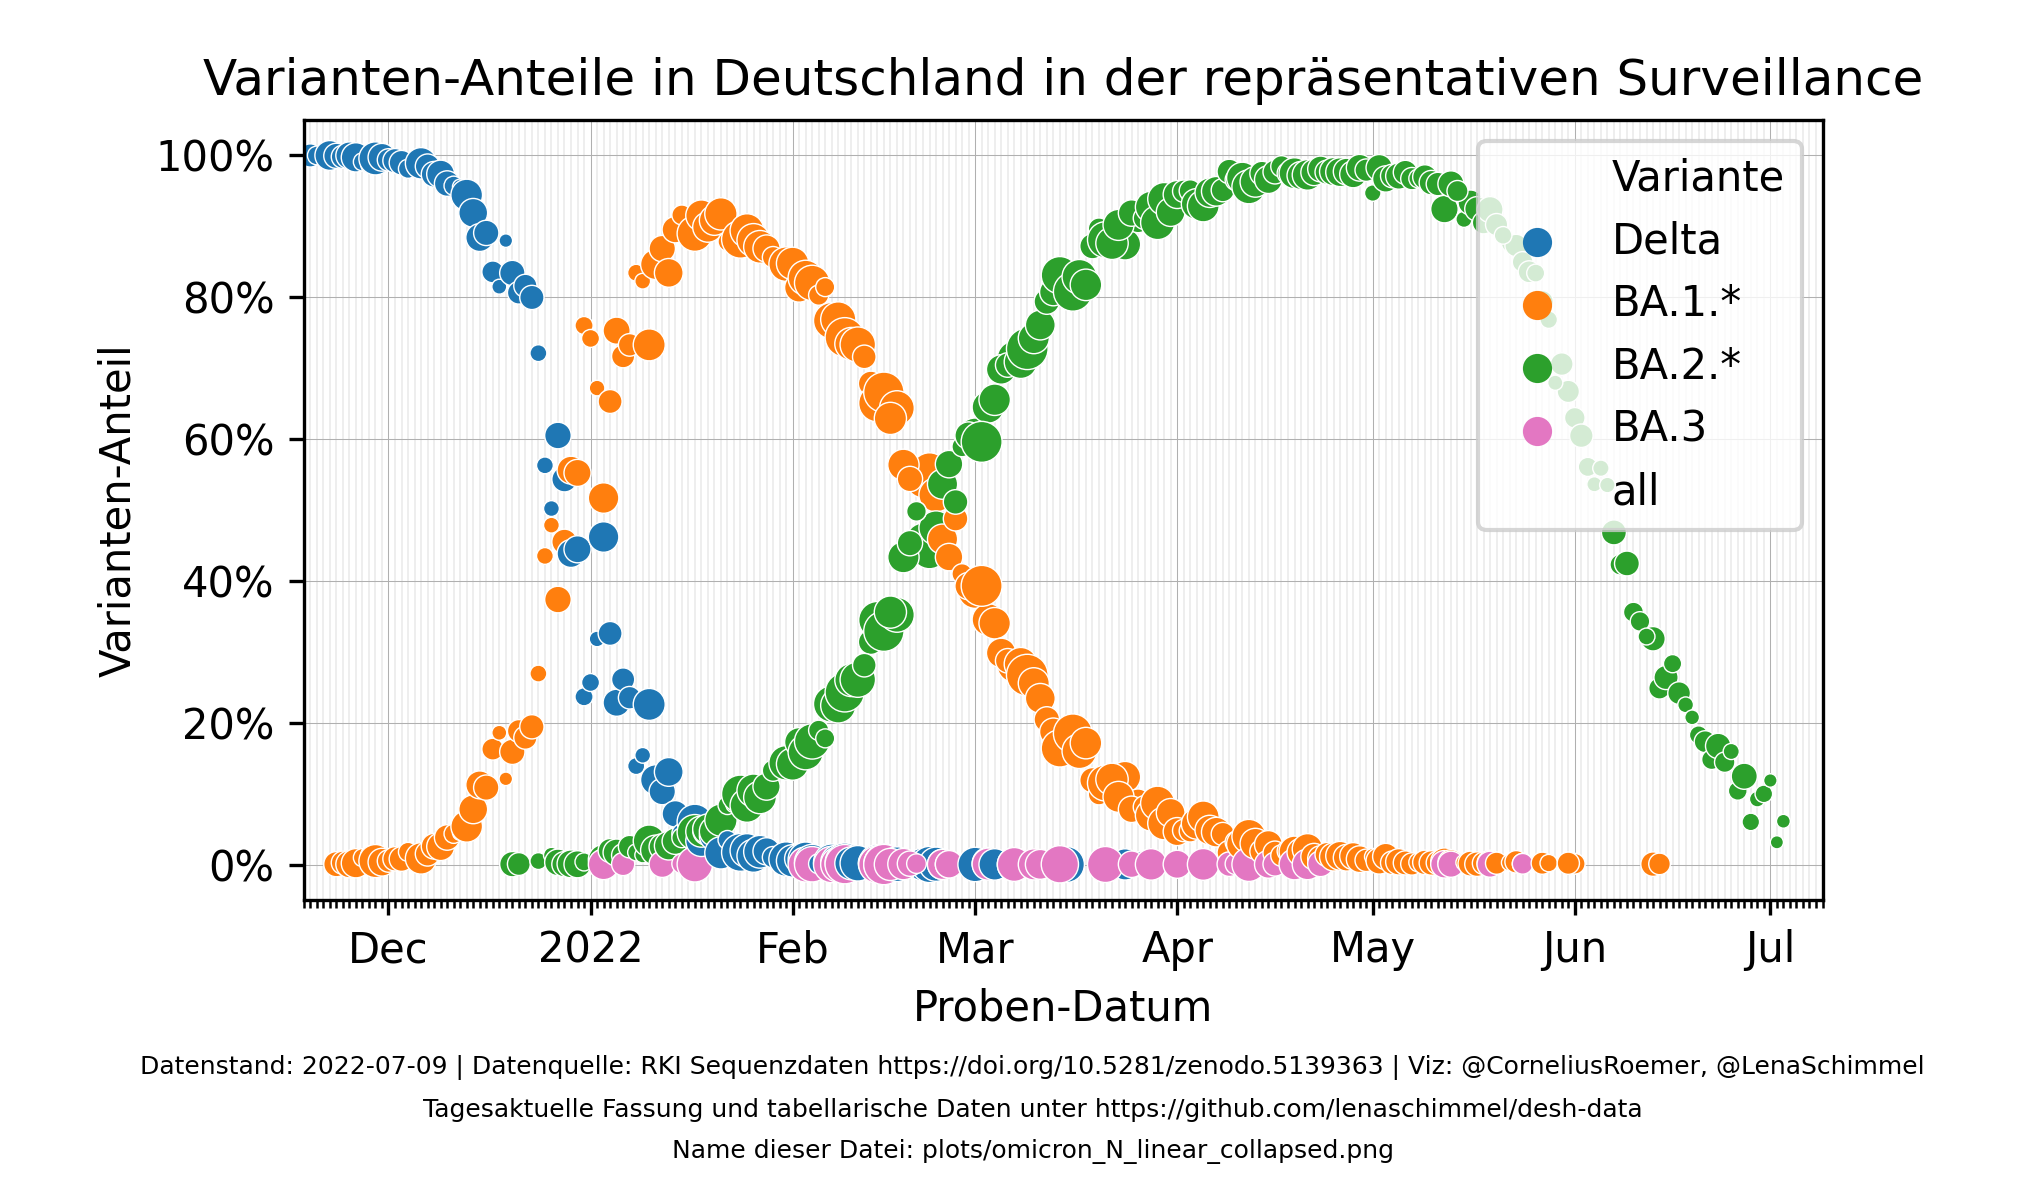 Varianten-Anteile in Deutschland in der repräsentativen Surveillance
Varianten-Anteil
100%
80%
60%
40%
20%
0%
Variante
Delta
BA.1.*
BA.2.*
BA.3
all
Dec 2022 Feb Mar Apr May Jun Jul
Proben-Datum
Datenstand: 2022-07-09 | Datenquelle: RKI Sequenzdaten https://doi.org/10.5281/zenodo.5139363 | Viz: @CorneliusRoemer, @LenaSchimmel
Tagesaktuelle Fassung und tabellarische Daten unter https://github.com/lenaschimmel/desh-data
Name dieser Datei: plots/omicron_N_linear_collapsed.png